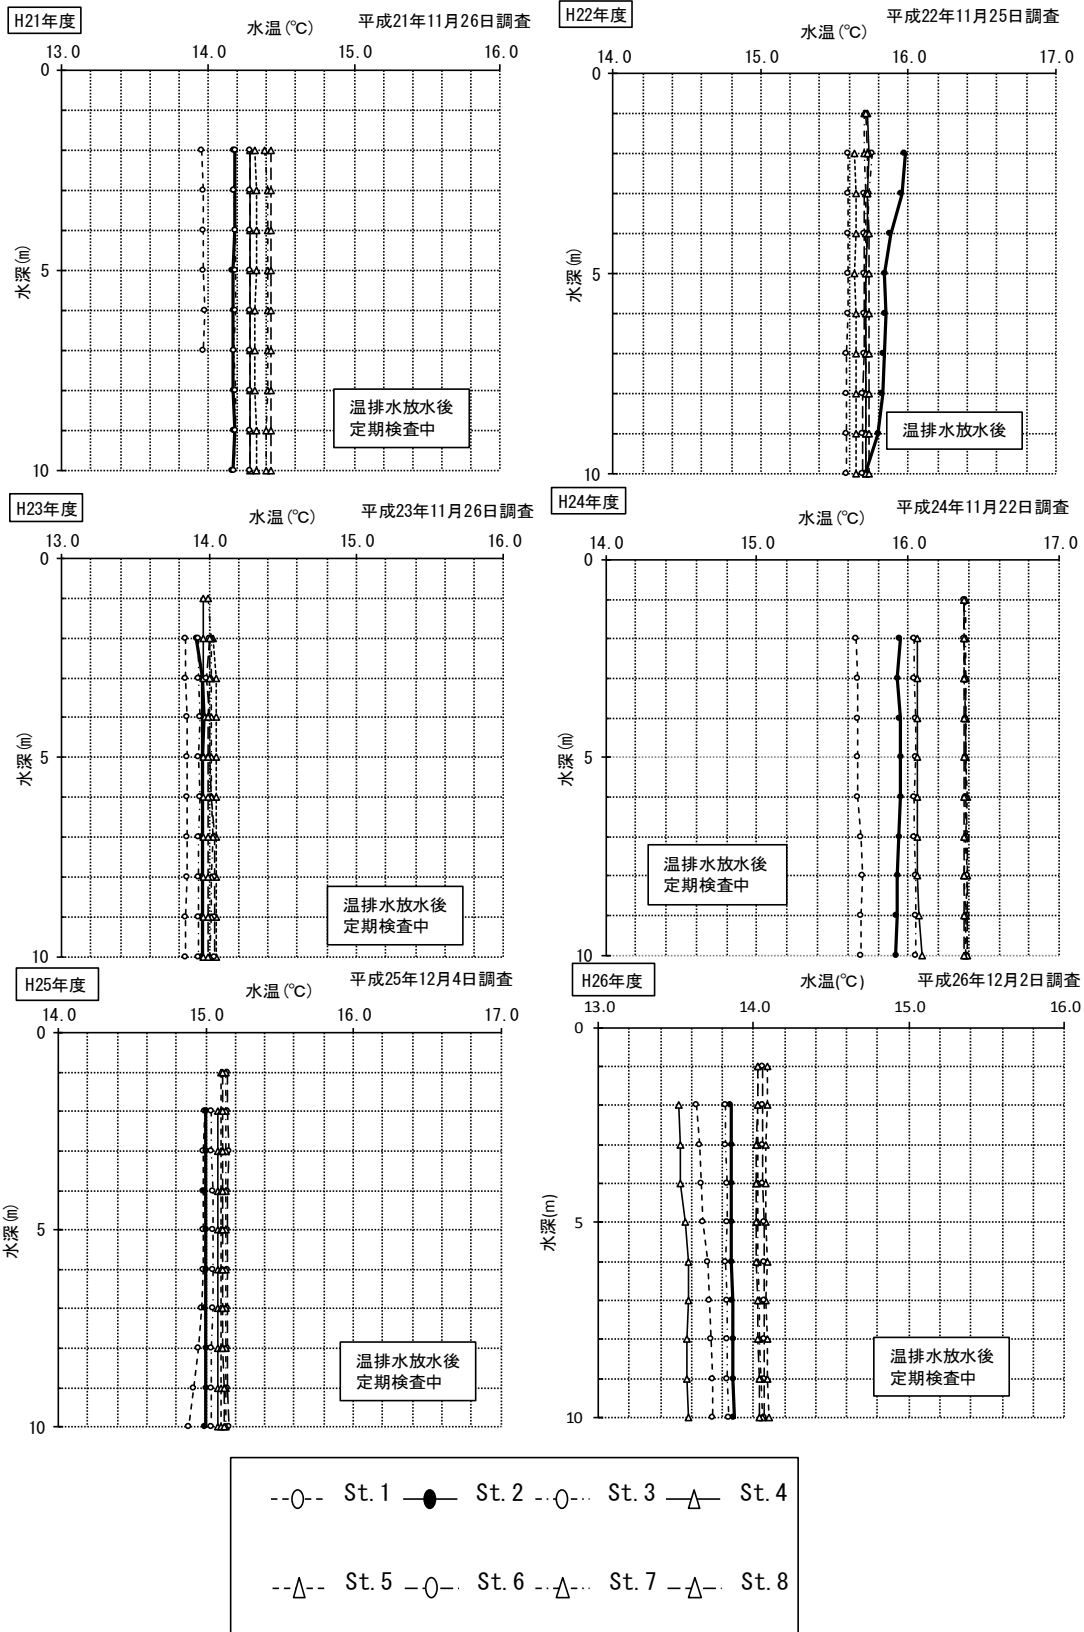 H21年度
水温(℃)
平成21年11月26日調査
13.0 14.0 15.0 16.0
0
5
10
水深(m)
温排水放水後
定期検査中
H22年度
水温(℃)
平成22年11月25日調査
14.0 15.0 16.0 17.0
0
5
10
水深(m)
温排水放水後
H23年度
水温(℃)
平成23年11月26日調査
13.0 14.0 15.0 16.0
0
5
10
水深(m)
温排水放水後
定期検査中
H24年度
水温(℃)
平成24年11月22日調査
14.0 15.0 16.0 17.0
0
5
10
水深(m)
温排水放水後
定期検査中
H25年度
水温(℃)
平成25年12月4日調査
14.0 15.0 16.0 17.0
0
5
10
水深(m)
温排水放水後
定期検査中
H26年度
水温(℃)
平成26年12月2日調査
13.0 14.0 15.0 16.0
0
5
10
水深(m)
温排水放水後
定期検査中
St.1 St.2 St.3 St.4
St.5 St.6 St.7 St.8